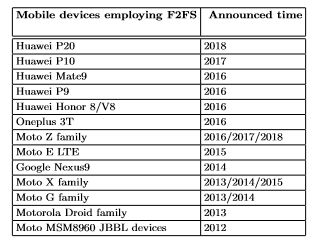 Mobile devices employing F2FS Announced time
Huawei P20 2018
Huawei P10 2017
Huawei Mate9 2016
Huawei P9 2016
Huawei Honor 8/V8 2016
Oneplus 3T 2016
Moto Z family 2016/2017/2018
Moto E LTE 2015
Google Nexus9 2014
Moto X family 2013/2014/2015
Moto G family 2013/2014
Motorola Droid family 2013
Moto MSM8960 JBBL devices 2012